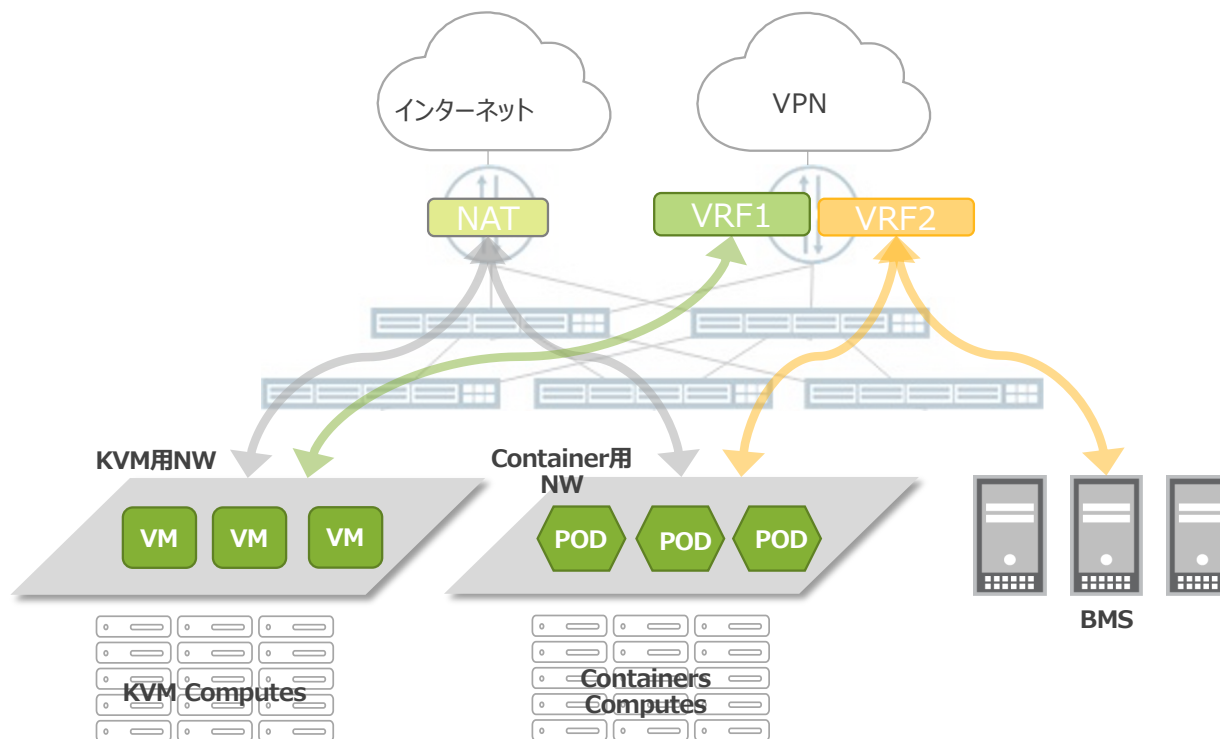 インターネット
VPN
NAT
VRF1
VRF2
KVM用NW
Container用
NW
VM
VM
VM
POD
POD
POD
BMS
KVM Computes
Containers
Computes